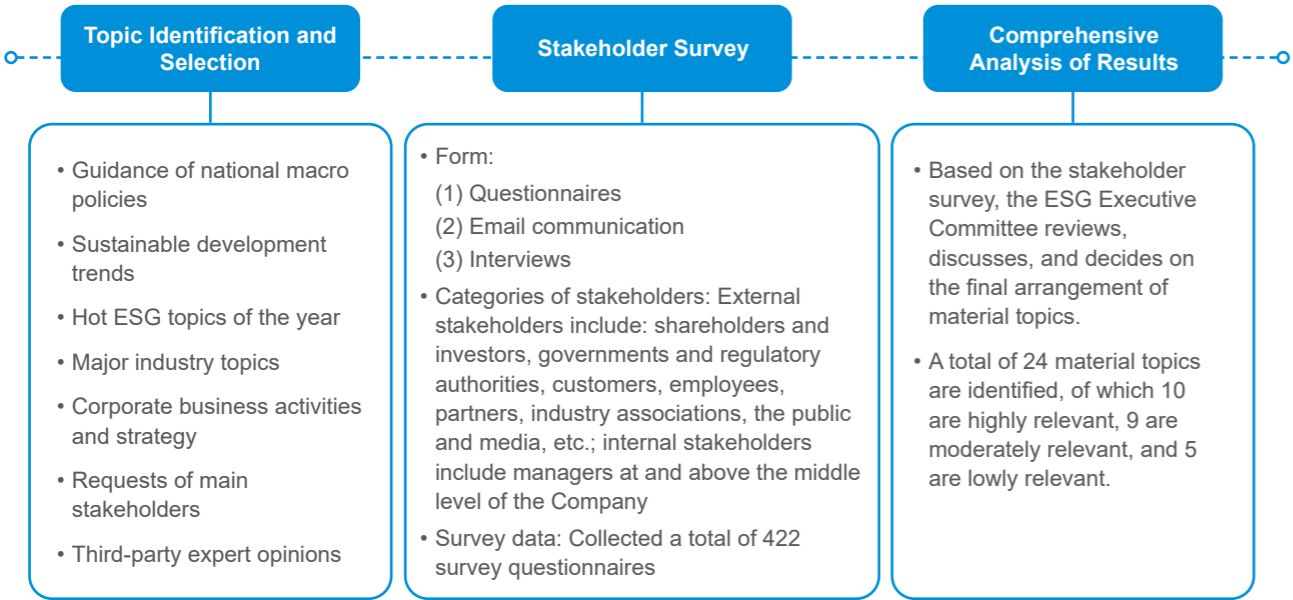 Topic Identification and
Selection
Stakeholder Survey
Comprehensive
Analysis of Results
• Guidance of national macro
policies
• Sustainable development
trends
• Hot ESG topics of the year
• Major industry topics
• Corporate business activities
and strategy
• Requests of main
stakeholders
• Third-party expert opinions
• Form:
(1) Questionnaires
(2) Email communication
(3) Interviews
• Categories of stakeholders: External
stakeholders include: shareholders and
investors, governments and regulatory
authorities, customers, employees,
partners, industry associations, the public
and media, etc.; internal stakeholders
include managers at and above the middle
level of the Company
• Survey data: Collected a total of 422
survey questionnaires
• Based on the stakeholder
survey, the ESG Executive
Committee reviews,
discusses, and decides on
the final arrangement of
material topics.
• A total of 24 material topics
are identified, of which 10
are highly relevant, 9 are
moderately relevant, and 5
are lowly relevant.